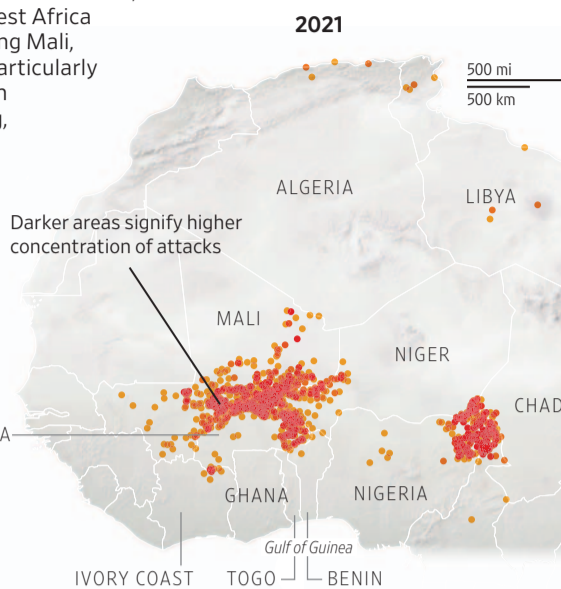 est Africa
ng Mali,
articularly
2021
500 mi
500 km
ALGERIA
LIBYA
Darker areas signify higher
concentration of attacks
MALI
NIGER
CHAD
A
GHANA
NIGERIA
Gulf of Guinea
IVORY COAST
TOGO
BENIN